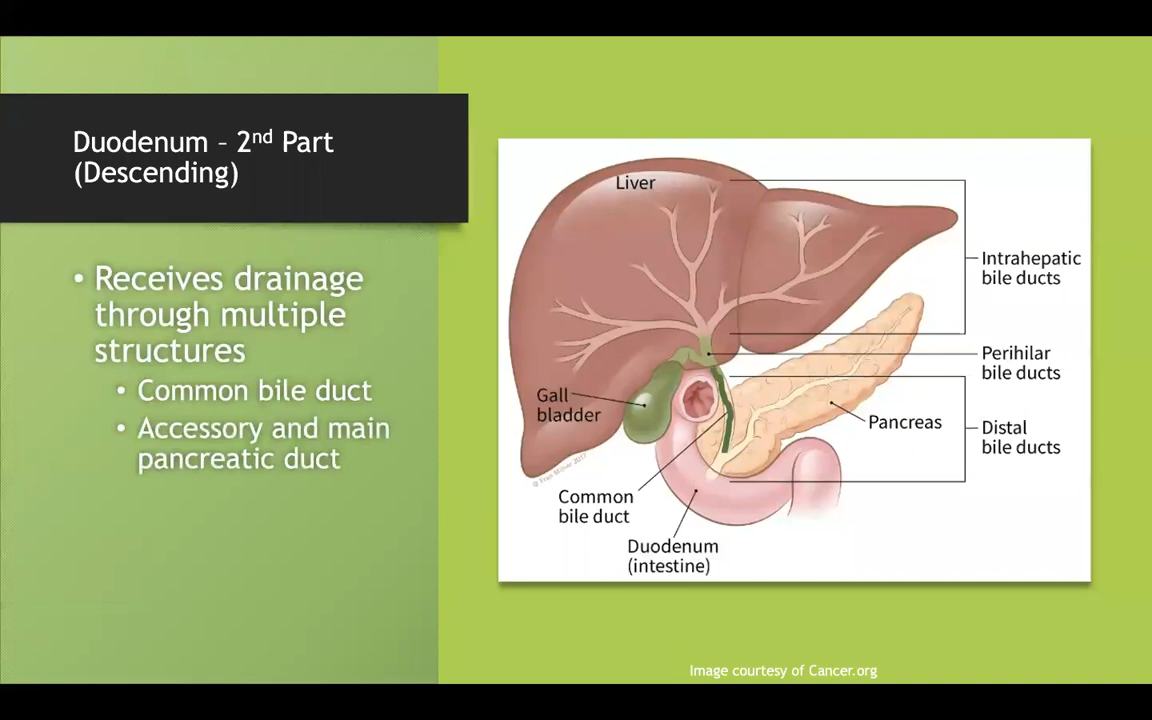 Duodenum – 2nd Part
(Descending)
• Receives drainage
through multiple
structures
• Common bile duct
• Accessory and main
pancreatic duct
Liver
Intrahepatic
bile ducts
Perihilar
bile ducts
Gall
bladder
Pancreas
Distal
bile ducts
Common
bile duct
Duodenum
(intestine)
Image courtesy of Cancer.org